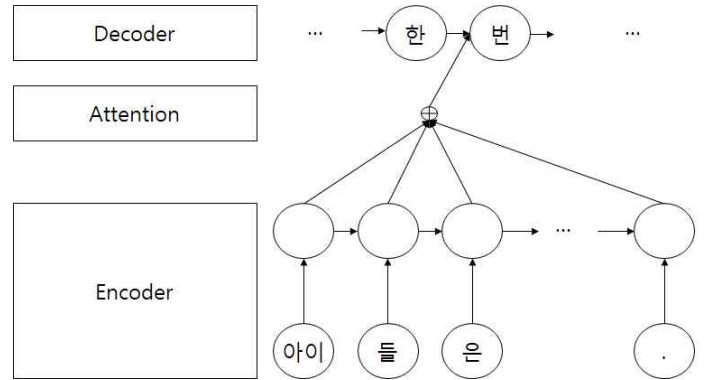 Decoder ... 한 번 ...
Attention
Encoder ...
아이 들 은 .